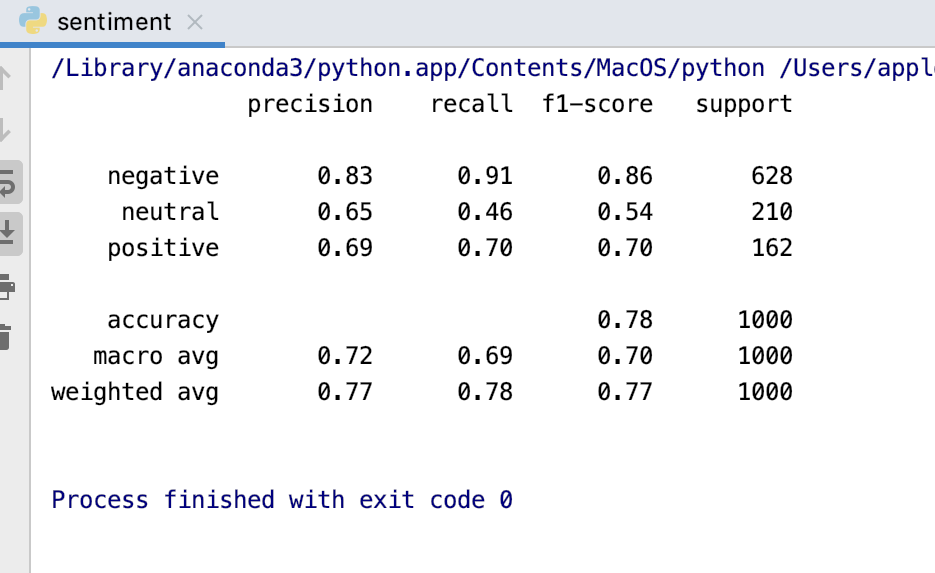 sentiment
/Library/anaconda3/python.app/Contents/MacOS/python /Users/appl
precision recall f1-score support
negative 0.83 0.91 0.86 628
neutral 0.65 0.46 0.54 210
positive 0.69 0.70 0.70 162
accuracy 0.78 1000
macro avg 0.72 0.69 0.70 1000
weighted avg 0.77 0.78 0.77 1000
Process finished with exit code 0